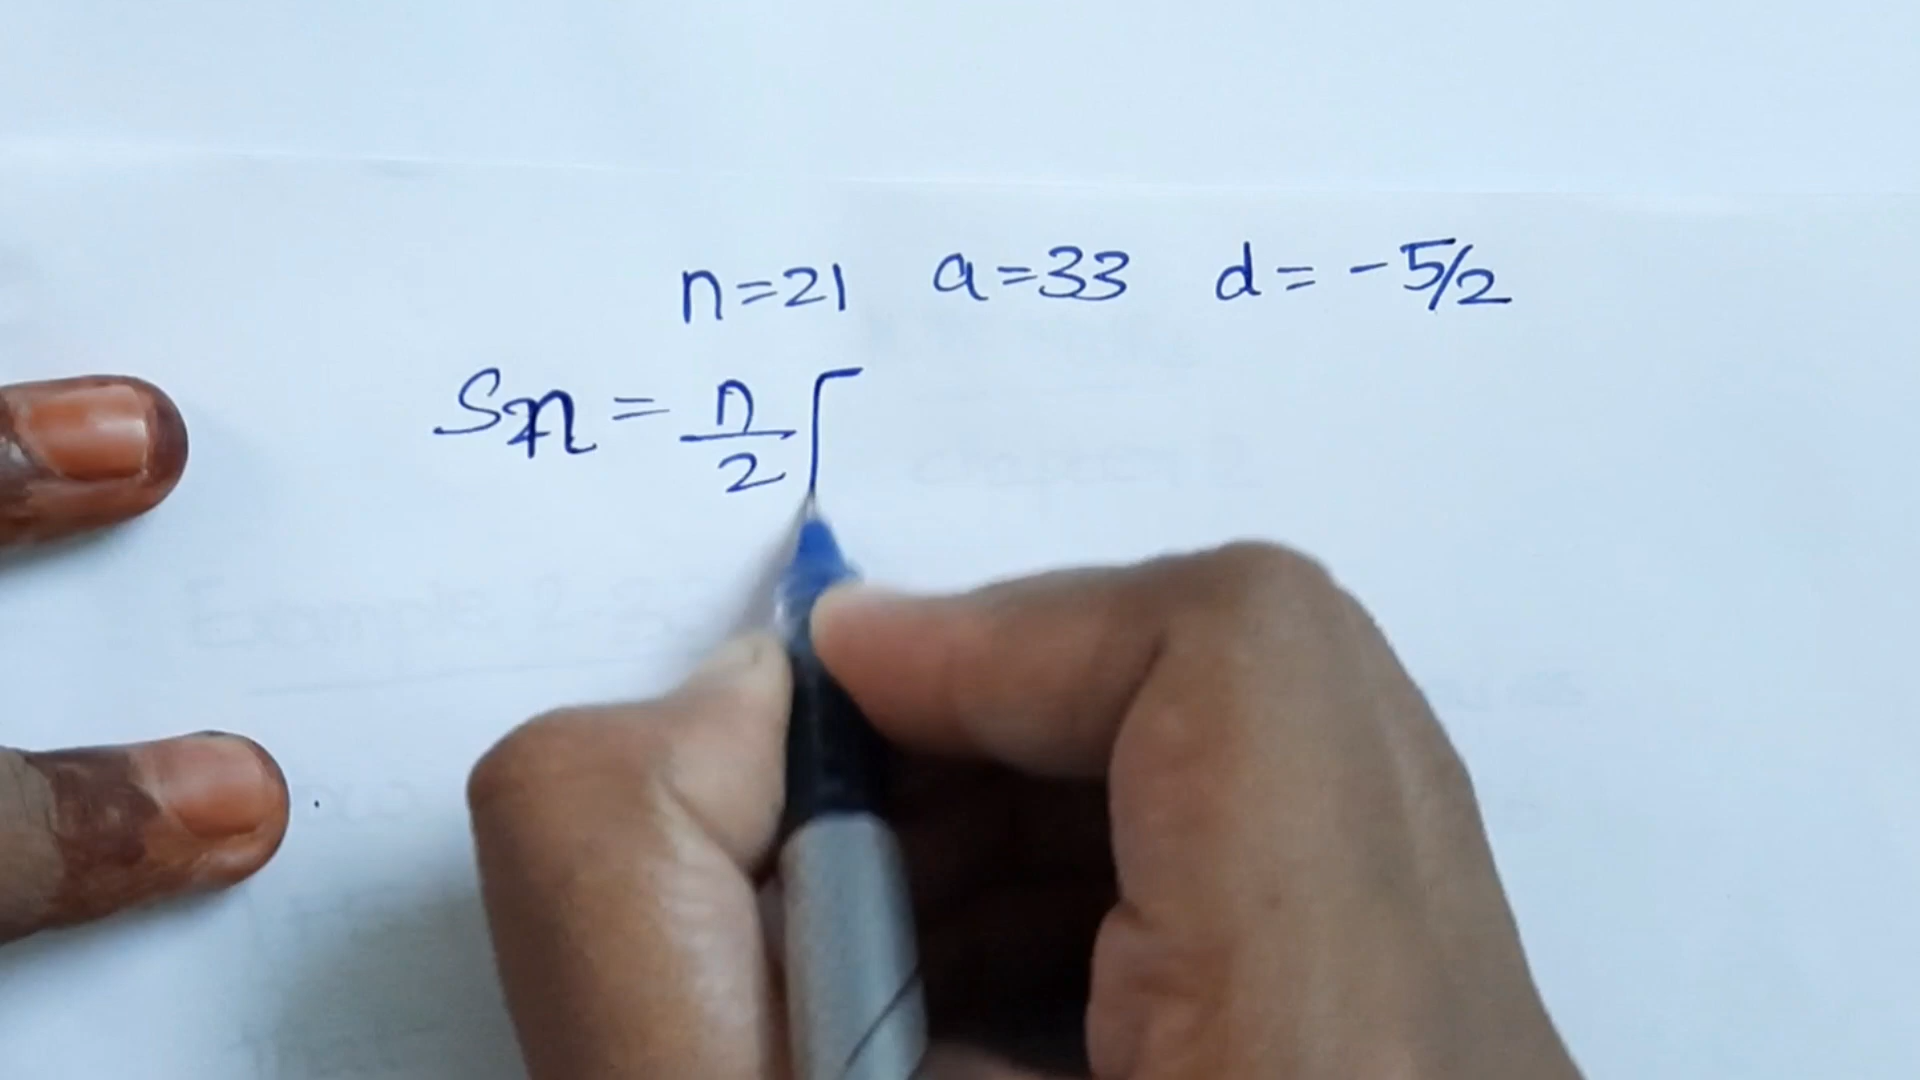 n=21 a=33 d= -5/2
Sn = n/2 [